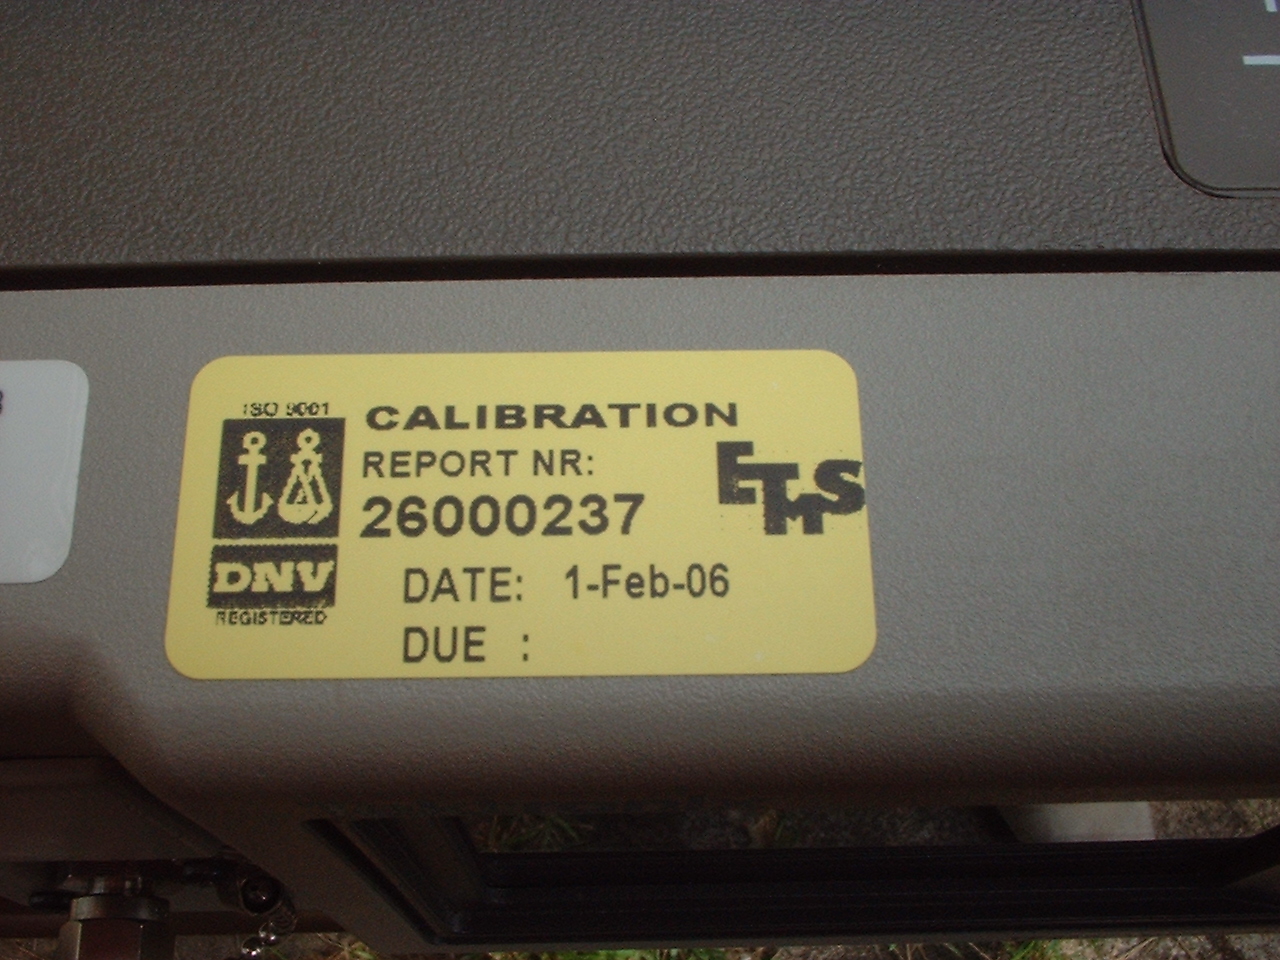 ISO 9001
CALIBRATION
REPORT NR:
26000237
ETMS
DNV
REGISTERED
DATE: 1-Feb-06
DUE :